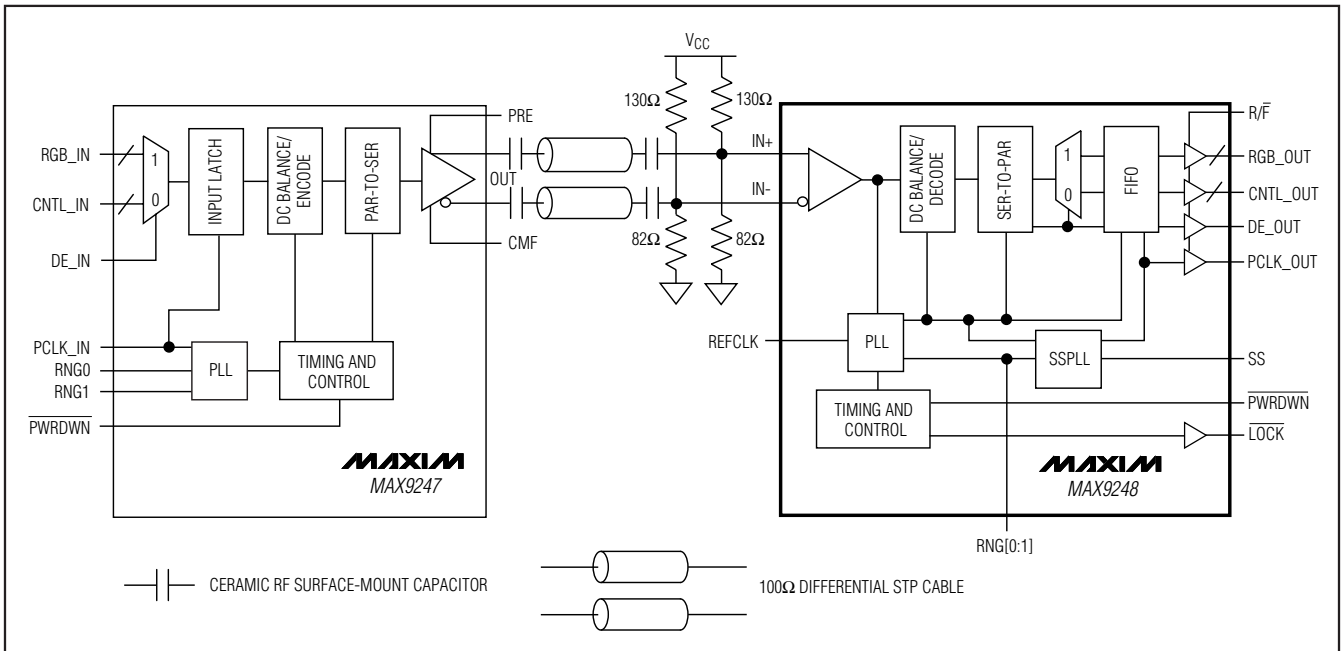 VCC
130Ω
130Ω
PRE
R/F̅
RGB_IN
1
INPUT LATCH
DC BALANCE/
ENCODE
PAR-TO-SER
OUT
IN+
DC BALANCE/
DECODE
SER-TO-PAR
1
FIFO
RGB_OUT
CNTL_IN
0
IN-
0
CNTL_OUT
DE_IN
CMF
82Ω
82Ω
DE_OUT
PCLK_OUT
PCLK_IN
RNG0
RNG1
PLL
TIMING AND
CONTROL
REFCLK
PLL
SSPLL
SS
P̅W̅R̅D̅W̅N̅
TIMING AND
CONTROL
P̅W̅R̅D̅W̅N̅
L̅O̅C̅K̅
MAXIM
MAX9247
MAXIM
MAX9248
RNG[0:1]
CERAMIC RF SURFACE-MOUNT CAPACITOR
100Ω DIFFERENTIAL STP CABLE